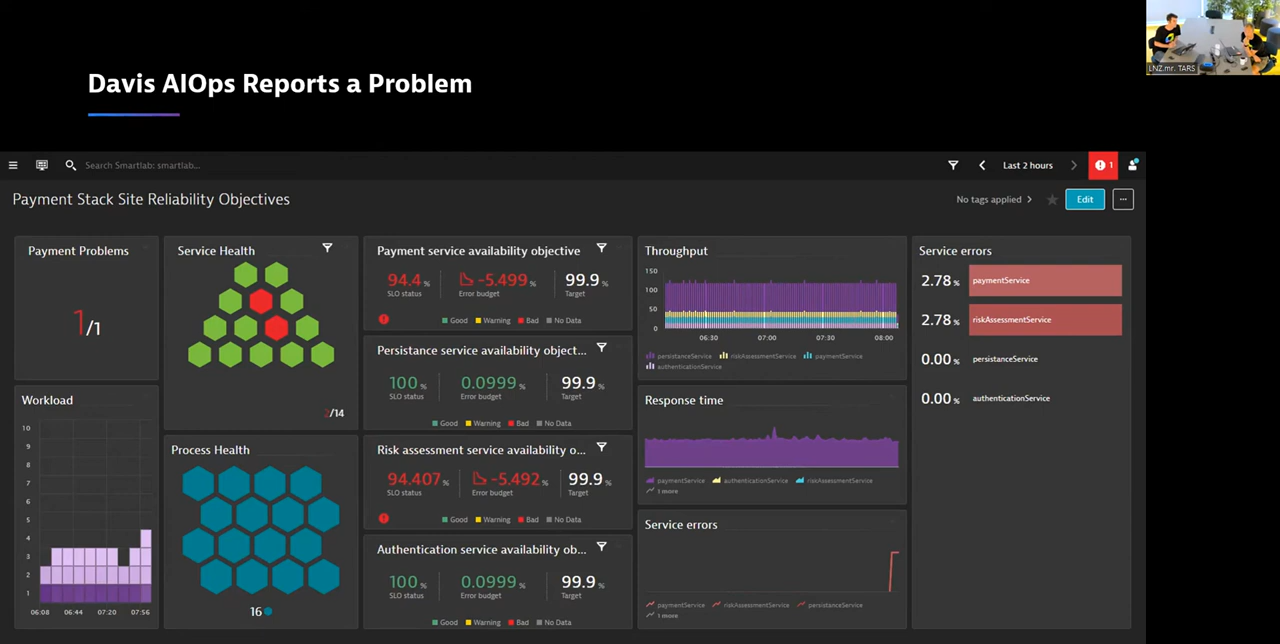 Davis AIOps Reports a Problem
LNZ.mr. TARS
Search Smartlab: smartlab...
Last 2 hours
1
Payment Stack Site Reliability Objectives
No tags applied
Edit
...
Payment Problems
1/1
Workload
10
9
8
7
6
5
4
3
2
1
06:08 06:44 07:20 07:56
Service Health
2/14
Process Health
16
Payment service availability objective
94.4 % -5.499 % 99.9 %
SLO status Error budget Target
Good Warning Bad No Data
Persistance service availability object...
100 % 0.0999 % 99.9 %
SLO status Error budget Target
Good Warning Bad No Data
Risk assessment service availability o...
94.407 % -5.492 % 99.9 %
SLO status Error budget Target
Good Warning Bad No Data
Authentication service availability ob...
100 % 0.0999 % 99.9 %
SLO status Error budget Target
Good Warning Bad No Data
Throughput
150
100
50
0
06:30 07:00 07:30 08:00
persistanceService riskAssessmentService paymentService
authenticationService
Response time
paymentService authenticationService riskAssessmentService
1 more
Service errors
paymentService riskAssessmentService persistanceService
1 more
Service errors
2.78 % paymentService
2.78 % riskAssessmentService
0.00 % persistanceService
0.00 % authenticationService